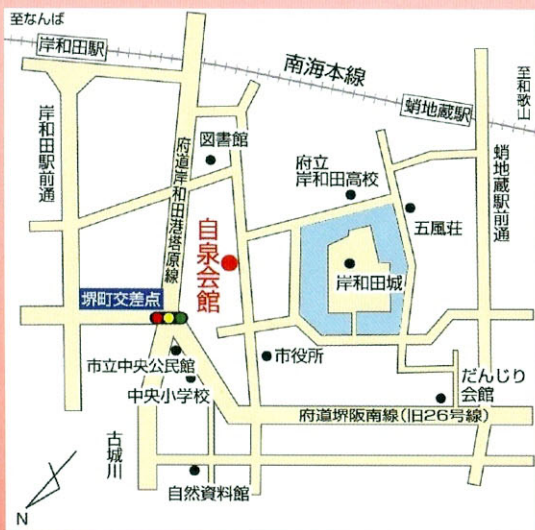 至なんば
岸和田駅
南海本線
蛸地蔵駅
至和歌山
岸和田駅前通
府道岸和田港塔原線
図書館
府立
岸和田高校
蛸地蔵駅前通
五風荘
自泉会館
岸和田城
堺町交差点
市役所
市立中央公民館
中央小学校
だんじり
会館
府道堺阪南線(旧26号線)
古城川
自然資料館
N